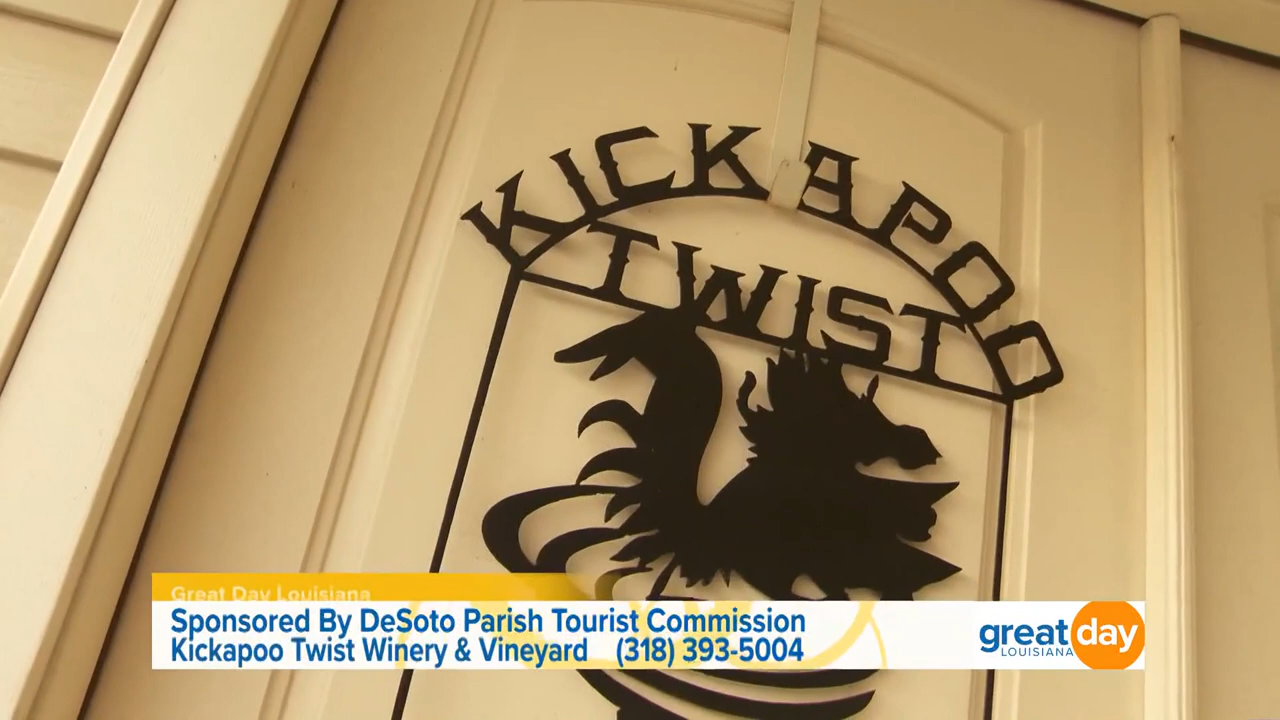 KICKAPOO
TWIST
Great Day Louisiana
Sponsored By DeSoto Parish Tourist Commission
Kickapoo Twist Winery & Vineyard (318) 393-5004
great day
LOUISIANA